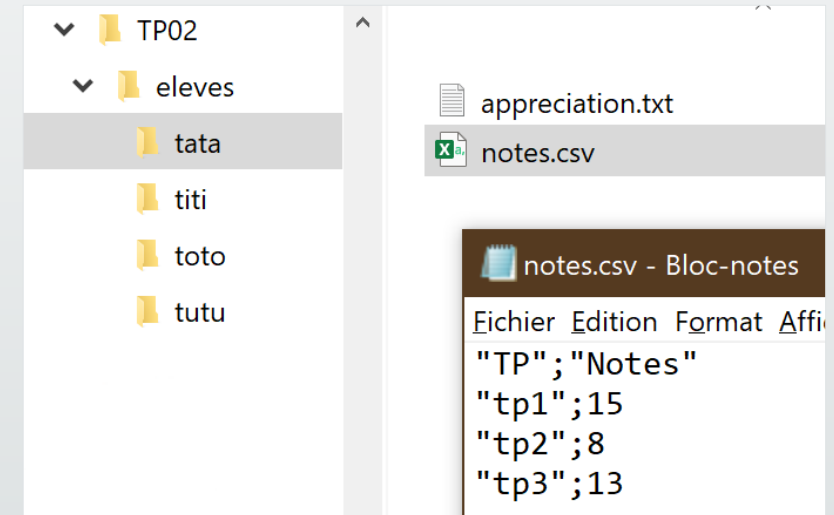 TP02
eleves
tata
titi
toto
tutu
appreciation.txt
notes.csv
notes.csv - Bloc-notes
Fichier Edition Format Affi
"TP";"Notes"
"tp1";15
"tp2";8
"tp3";13